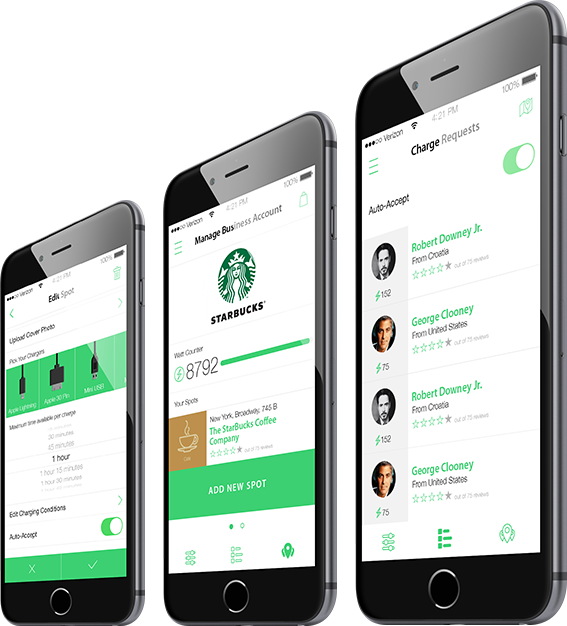 Verizon
4:21 PM
Edit Spot
Upload Cover Photo
Pick Your Chargers
Apple Lightning
Apple 30 Pin
Mini USB
Maximum time available per charge
30 minutes
45 minutes
1 hour
1 hour 15 minutes
1 hour 30 minutes
Edit Charging Conditions
Auto-Accept
Verizon
4:21 PM
100%
Manage Business Account
STARBUCKS
Watt Counter
8792
Your Spots
New York, Broadway, 745 B
The StarBucks Coffee
Company
out of 75 reviews
ADD NEW SPOT
Verizon
4:21 PM
100%
Charge Requests
Auto-Accept
Robert Downey Jr.
From Croatia
out of 73 reviews
152
George Clooney
From United States
out of 75 reviews
75
Robert Downey Jr.
From Croatia
out of 73 reviews
152
George Clooney
From United States
out of 75 reviews
75